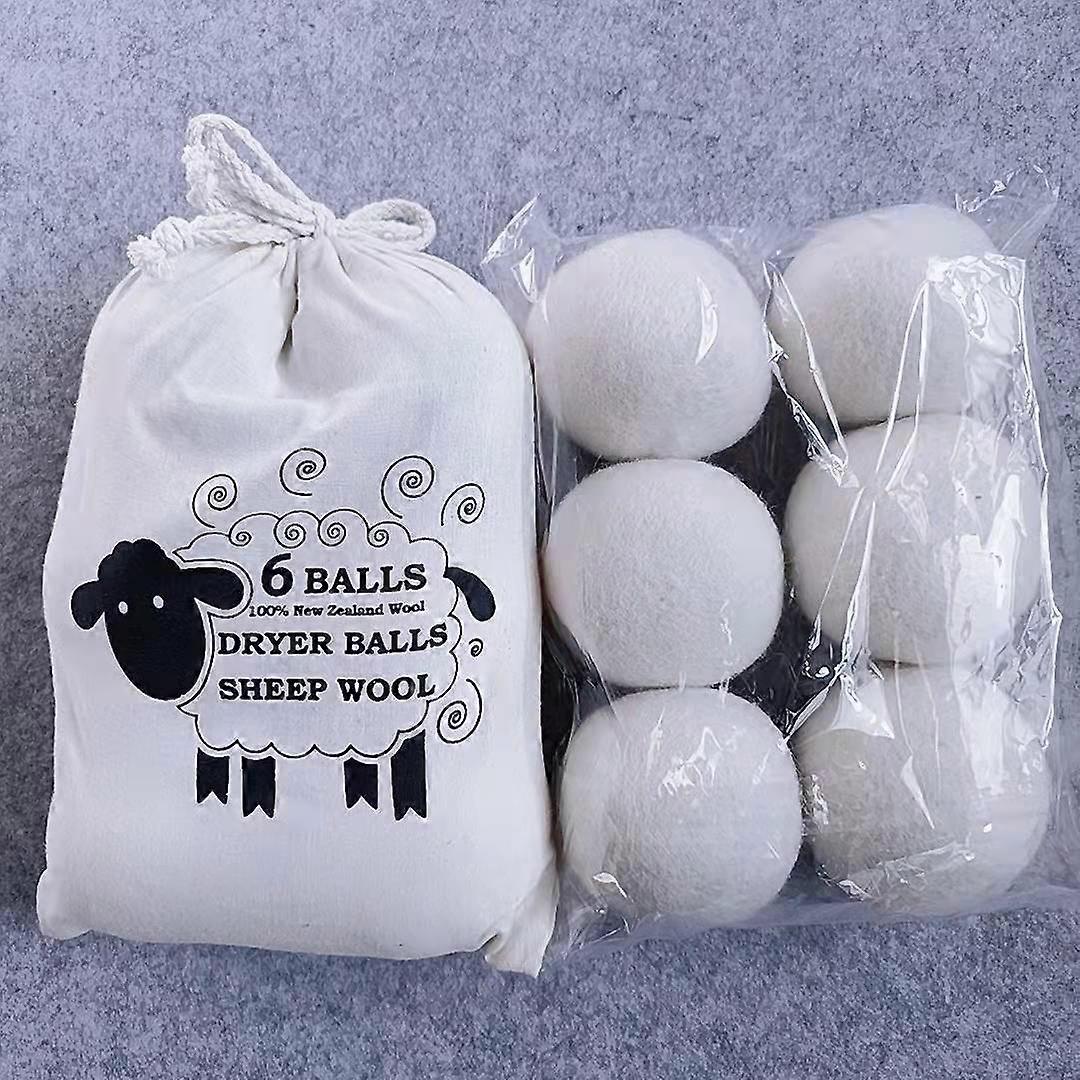 6 BALLS
100% New Zealand Wool
DRYER BALLS
SHEEP WOOL